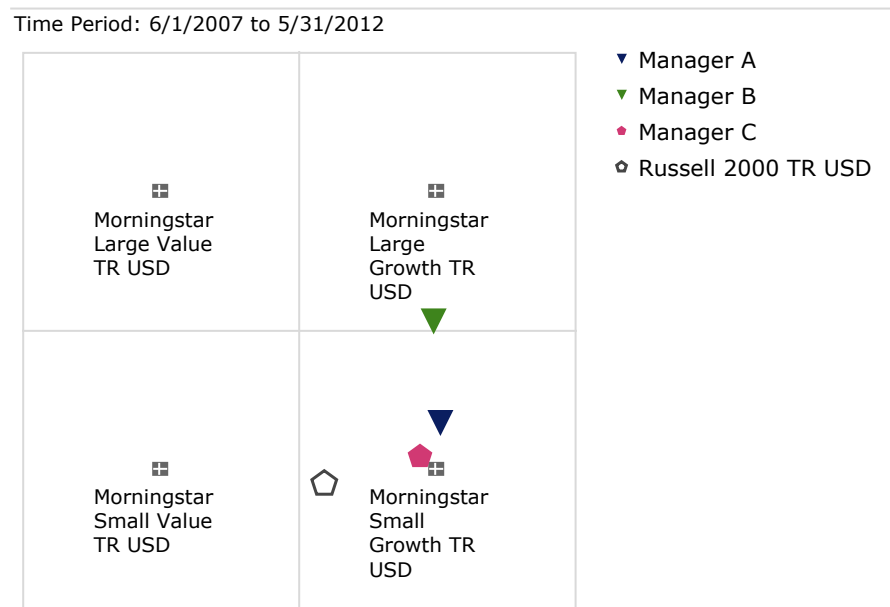 Time Period: 6/1/2007 to 5/31/2012
Manager A
Manager B
Manager C
Russell 2000 TR USD
Morningstar
Large Value
TR USD
Morningstar
Large
Growth TR
USD
Morningstar
Small Value
TR USD
Morningstar
Small
Growth TR
USD